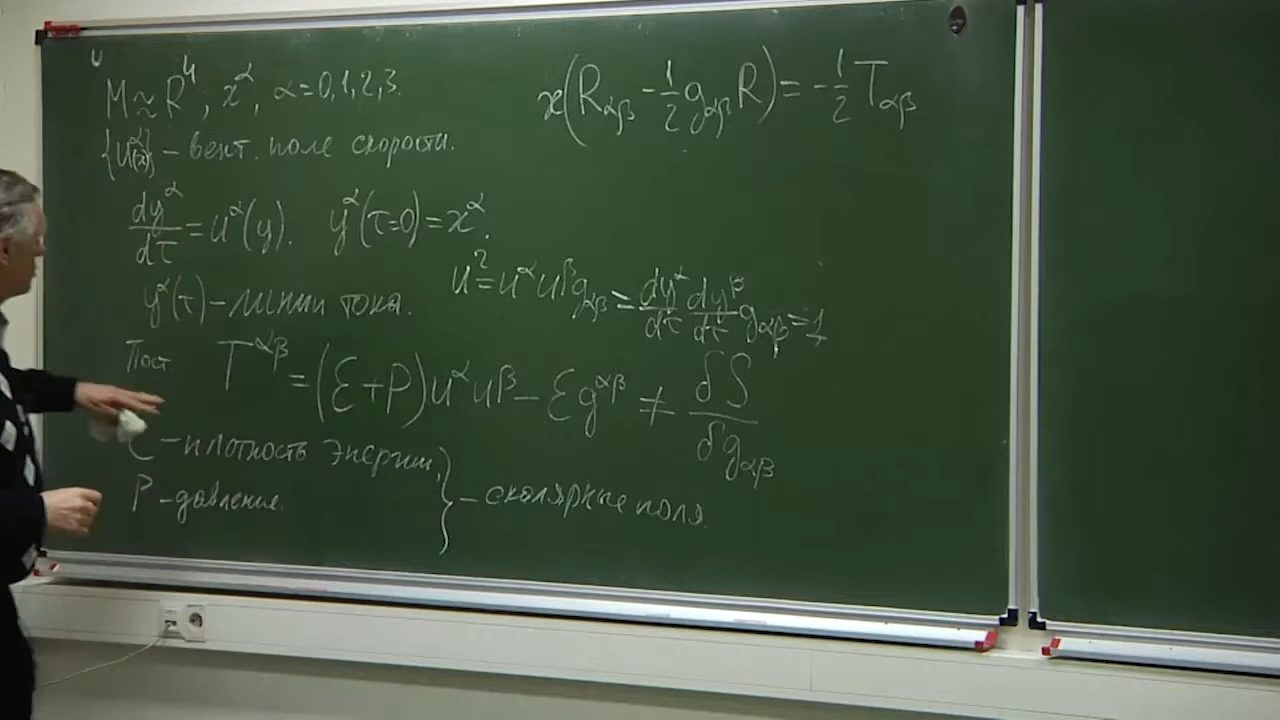 M ≈ R⁴, x^α, α = 0,1,2,3.
ϰ(R_αβ - 1/2 g_αβ R) = -1/2 T_αβ
{u^α(x)} - вект. поле скорости.
dy^α/dτ = u^α(y). y^α(τ=0) = x^α.
u² = u^α u^β g_αβ = dy^α/dτ dy^β/dτ g_αβ = 1
y^α(τ) - линии тока.
Пост. T^αβ = (Ɛ+P)u^α u^β - Ɛg^αβ ≠ δS/δg_αβ
Ɛ - плотность энергии,
P - давление.
} - скалярные поля.